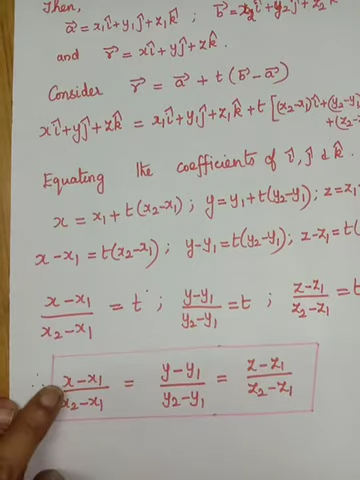 Then,
a⃗ = x₁î+y₁ĵ+z₁k̂ b⃗ = x₂î+y₂ĵ+z₂k̂
and r⃗ = xî+yĵ+zk̂.
Consider r⃗ = a⃗ + t(b⃗-a⃗)
xî+yĵ+zk̂ = x₁î+y₁ĵ+z₁k̂+t[(x₂-x₁)î+(y₂-y₁)
+(z₂-z
Equating the coefficients of î, ĵ & k̂.
x = x₁+t(x₂-x₁) ; y=y₁+t(y₂-y₁) ; z=z₁
x-x₁ = t(x₂-x₁) ; y-y₁=t(y₂-y₁) ; z-z₁=t(
(x-x₁)/(x₂-x₁) = t ; (y-y₁)/(y₂-y₁) = t ; (z-z₁)/(z₂-z₁) = t
∴ (x-x₁)/(x₂-x₁) = (y-y₁)/(y₂-y₁) = (z-z₁)/(z₂-z₁)